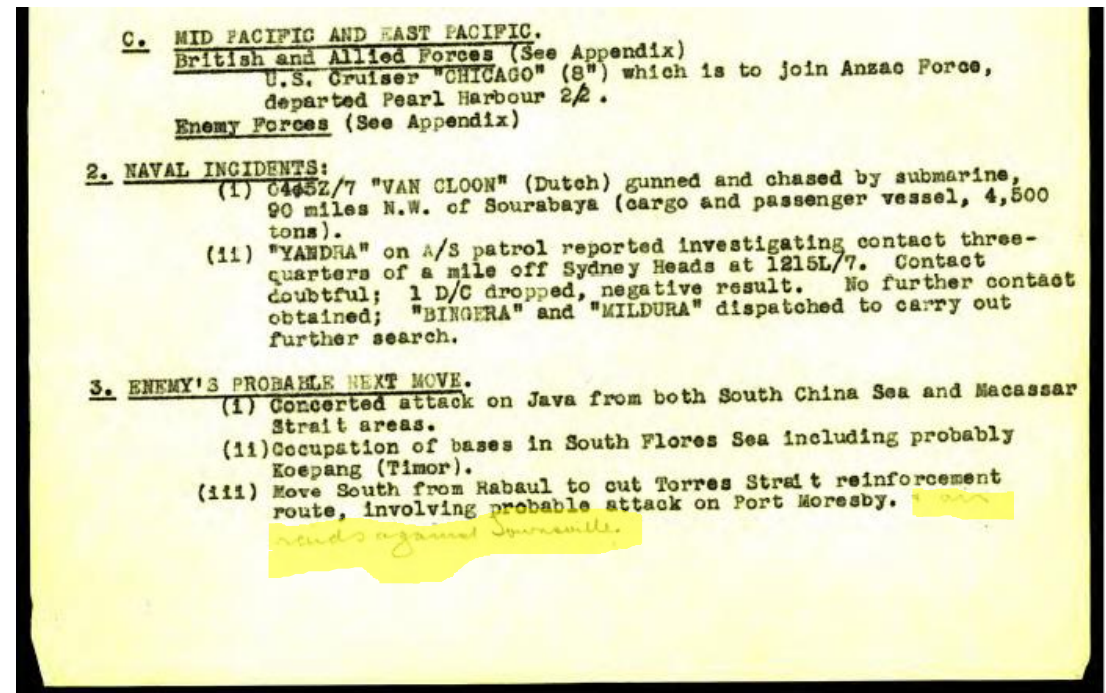 C. MID PACIFIC AND EAST PACIFIC.
British and Allied Forces (See Appendix)
U.S. Cruiser "CHICAGO" (8") which is to join Anzac Force,
departed Pearl Harbour 2/2.
Enemy Forces (See Appendix)
2. NAVAL INCIDENTS:
(i) 0445Z/7 "VAN CLOON" (Dutch) gunned and chased by submarine,
90 miles N.W. of Sourabaya (cargo and passenger vessel, 4,500
tons).
(ii) "YANDRA" on A/S patrol reported investigating contact three-
quarters of a mile off Sydney Heads at 1215L/7. Contact
doubtful; 1 D/C dropped, negative result. No further contact
obtained; "BINGERA" and "MILDURA" dispatched to carry out
further search.
3. ENEMY'S PROBABLE NEXT MOVE.
(i) Concerted attack on Java from both South China Sea and Macassar
Strait areas.
(ii) Occupation of bases in South Flores Sea including probably
Koepang (Timor).
(iii) Move South from Rabaul to cut Torres Strait reinforcement
route, involving probable attack on Port Moresby. + air
raids against Townsville.